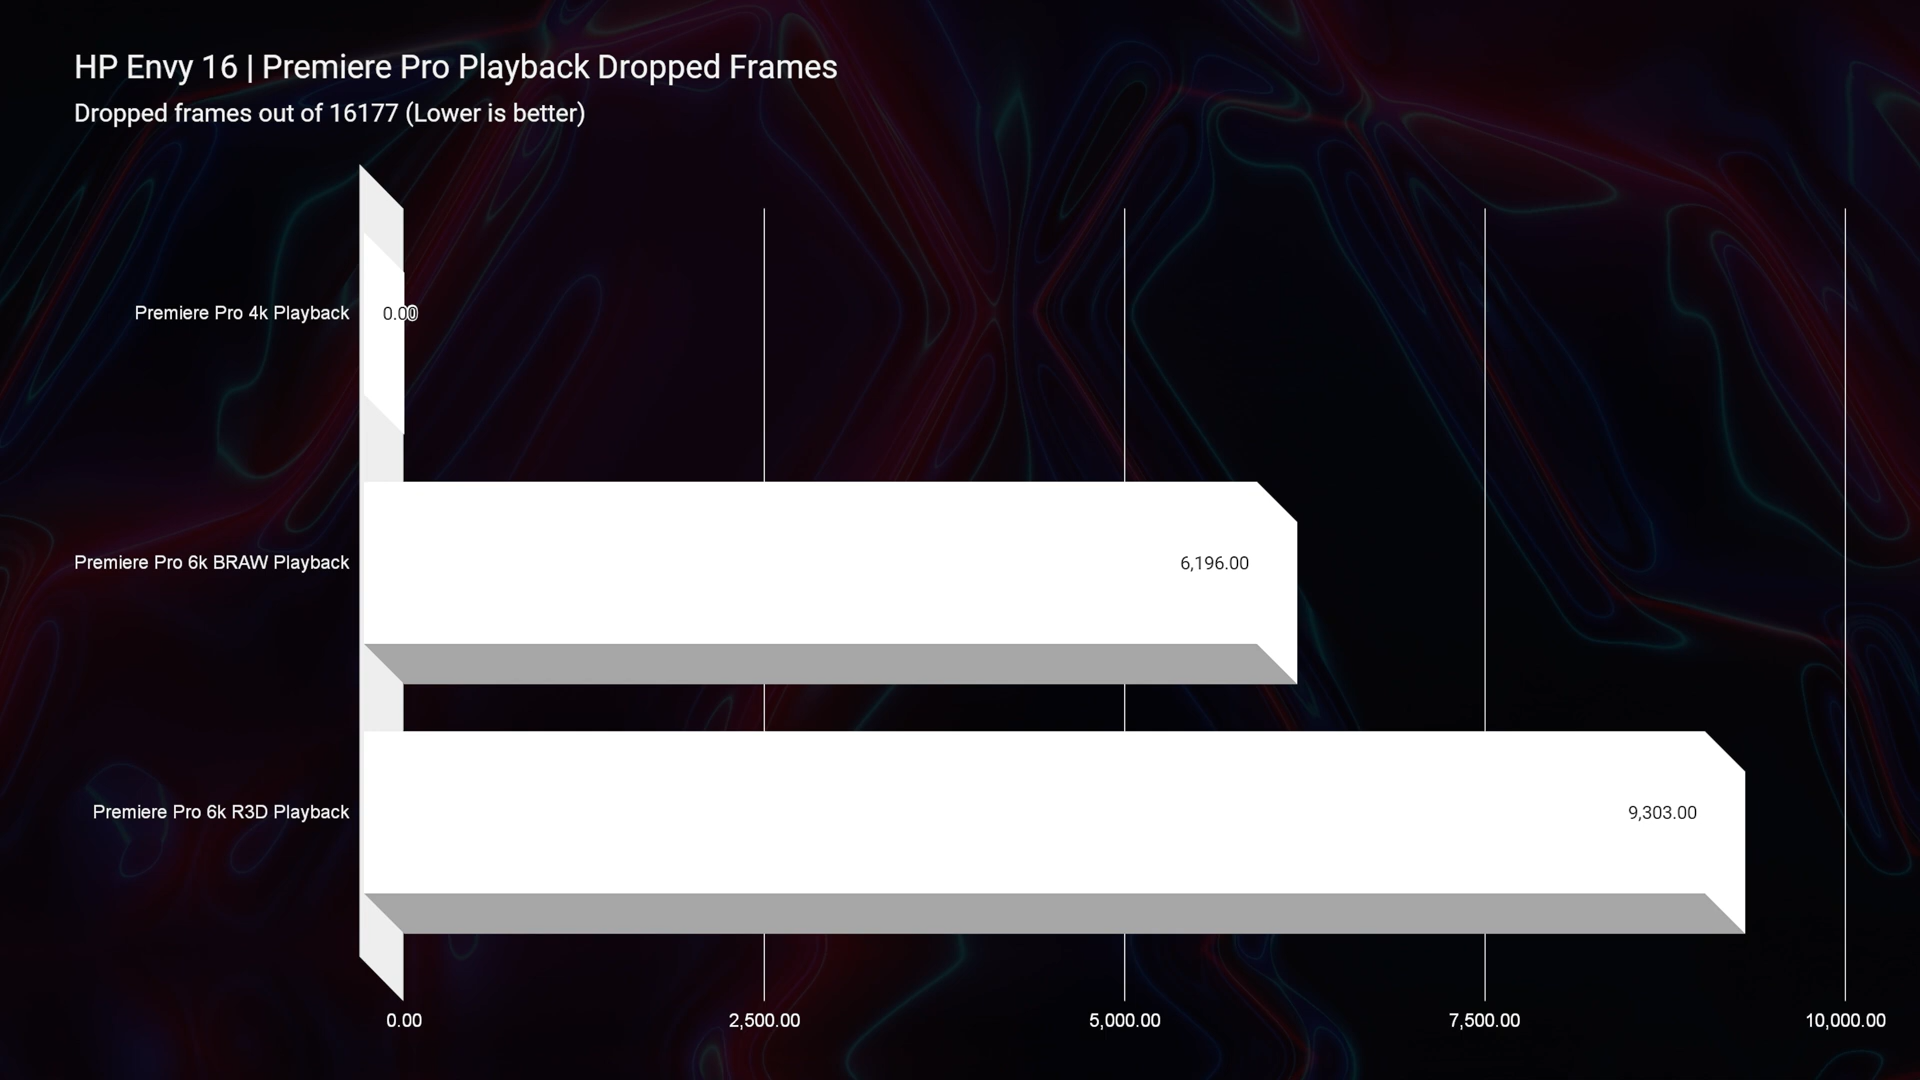 HP Envy 16 | Premiere Pro Playback Dropped Frames
Dropped frames out of 16177 (Lower is better)
Premiere Pro 4k Playback
0.00
Premiere Pro 6k BRAW Playback
6,196.00
Premiere Pro 6k R3D Playback
9,303.00
0.00
2,500.00
5,000.00
7,500.00
10,000.00